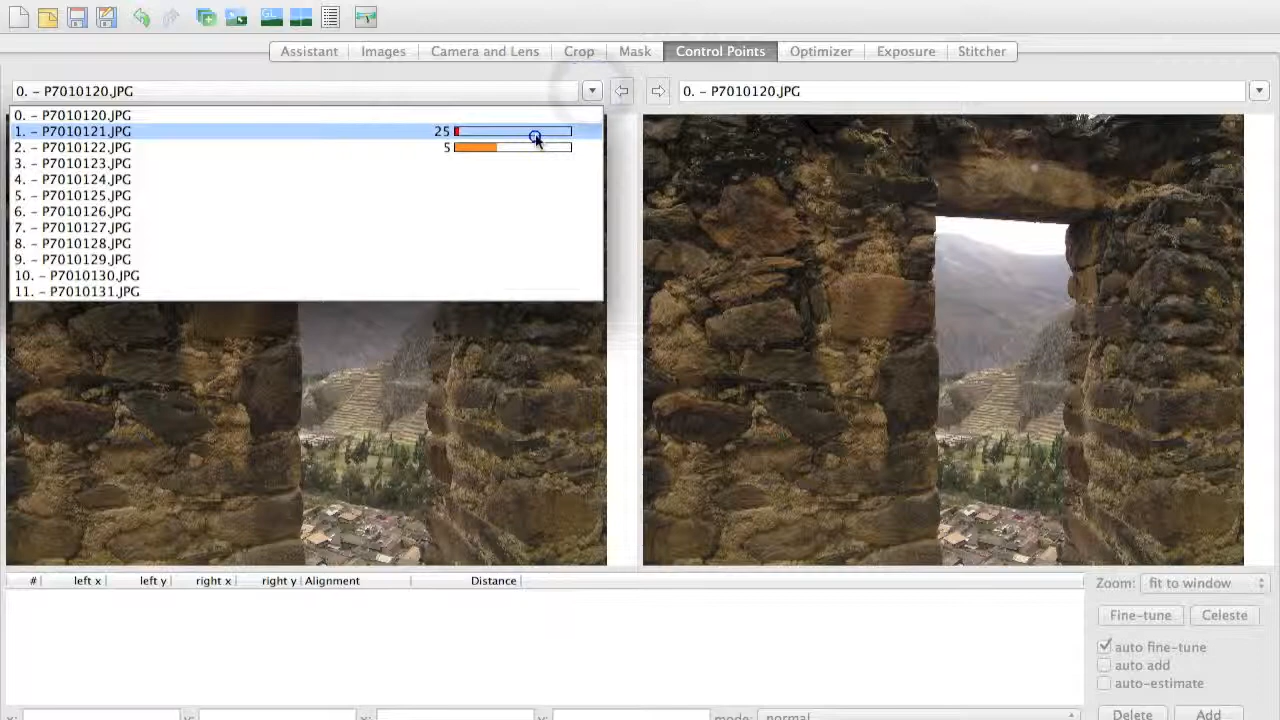 GL
Assistant Images Camera and Lens Crop Mask Control Points Optimizer Exposure Stitcher
0. - P7010120.JPG 0. - P7010120.JPG
0. - P7010120.JPG
1. - P7010121.JPG 25
2. - P7010122.JPG 5
3. - P7010123.JPG
4. - P7010124.JPG
5. - P7010125.JPG
6. - P7010126.JPG
7. - P7010127.JPG
8. - P7010128.JPG
9. - P7010129.JPG
10. - P7010130.JPG
11. - P7010131.JPG
# left x left y right x right y Alignment Distance
Zoom: fit to window
Fine-tune Celeste
auto fine-tune
auto add
auto-estimate
x: y: x: y: mode: normal Delete Add